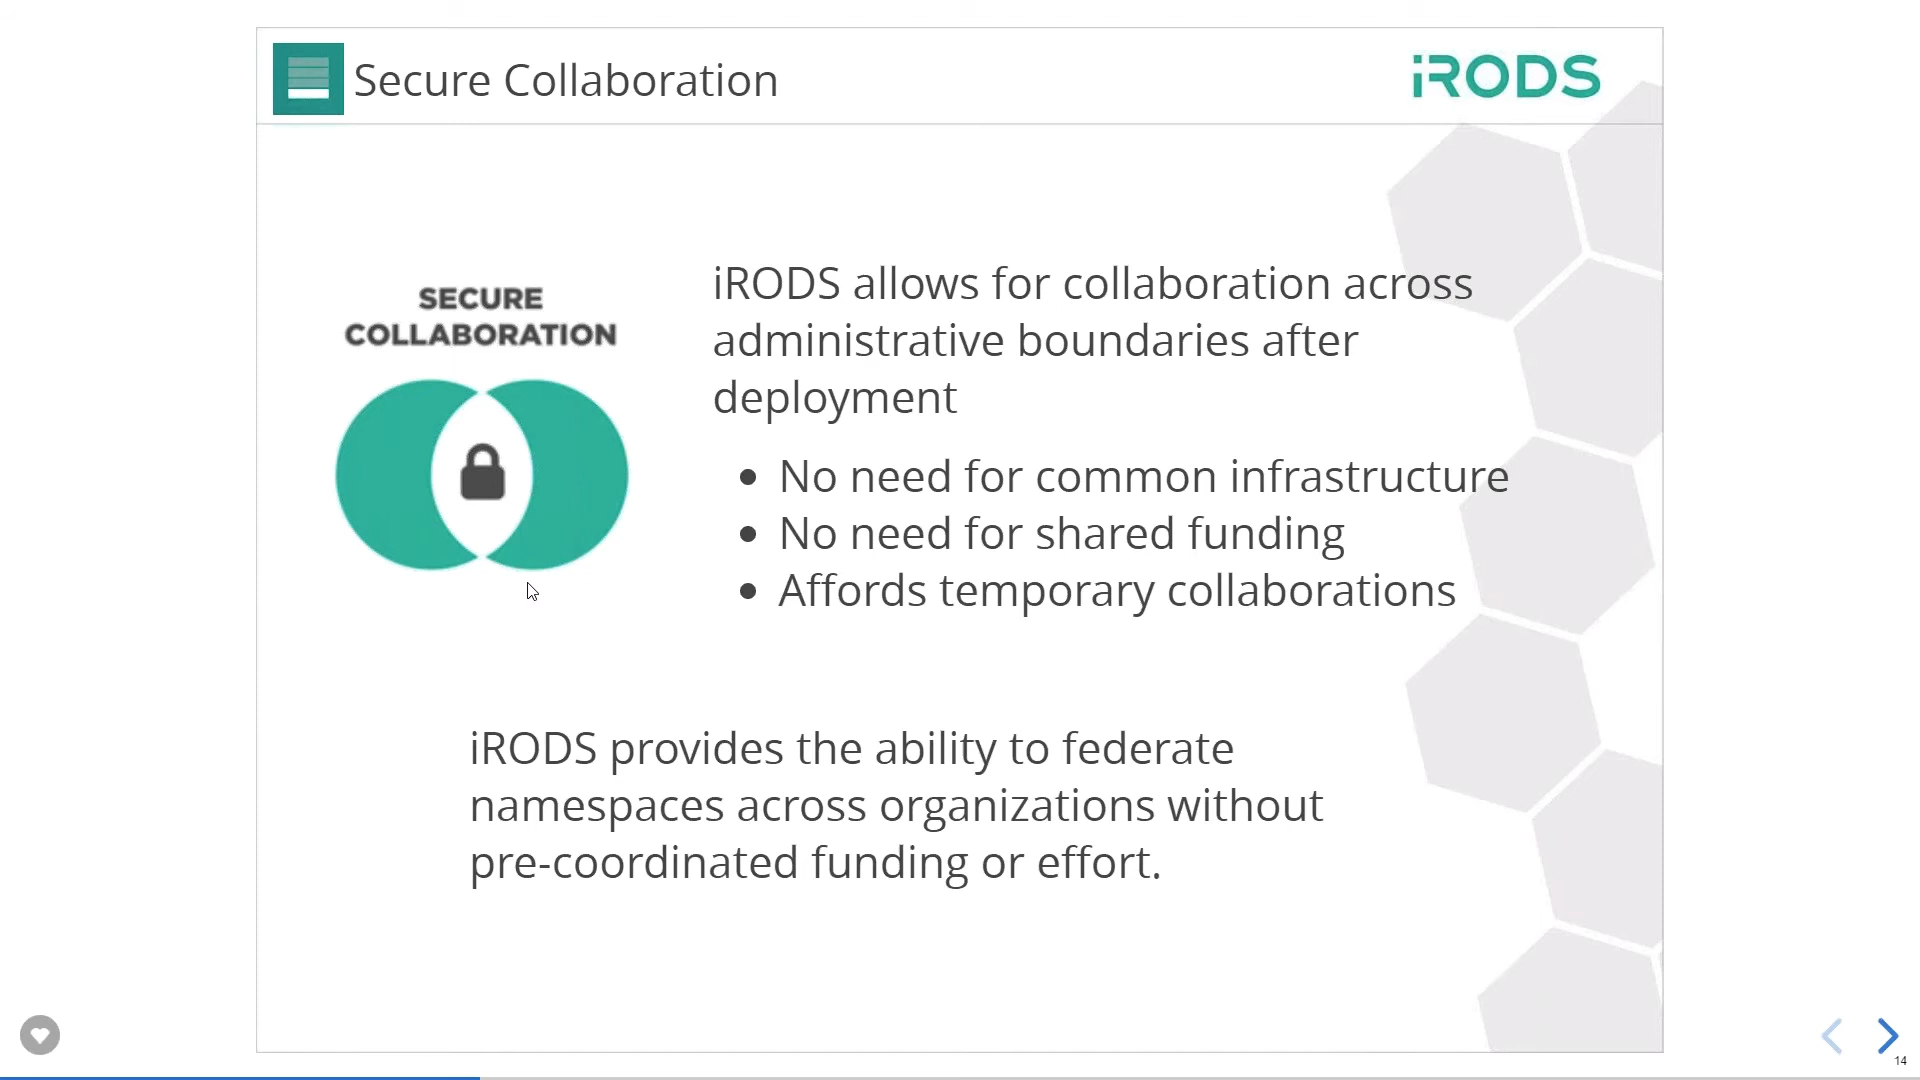 Secure Collaboration
iRODS
SECURE
COLLABORATION
iRODS allows for collaboration across
administrative boundaries after
deployment
• No need for common infrastructure
• No need for shared funding
• Affords temporary collaborations
iRODS provides the ability to federate
namespaces across organizations without
pre-coordinated funding or effort.
14